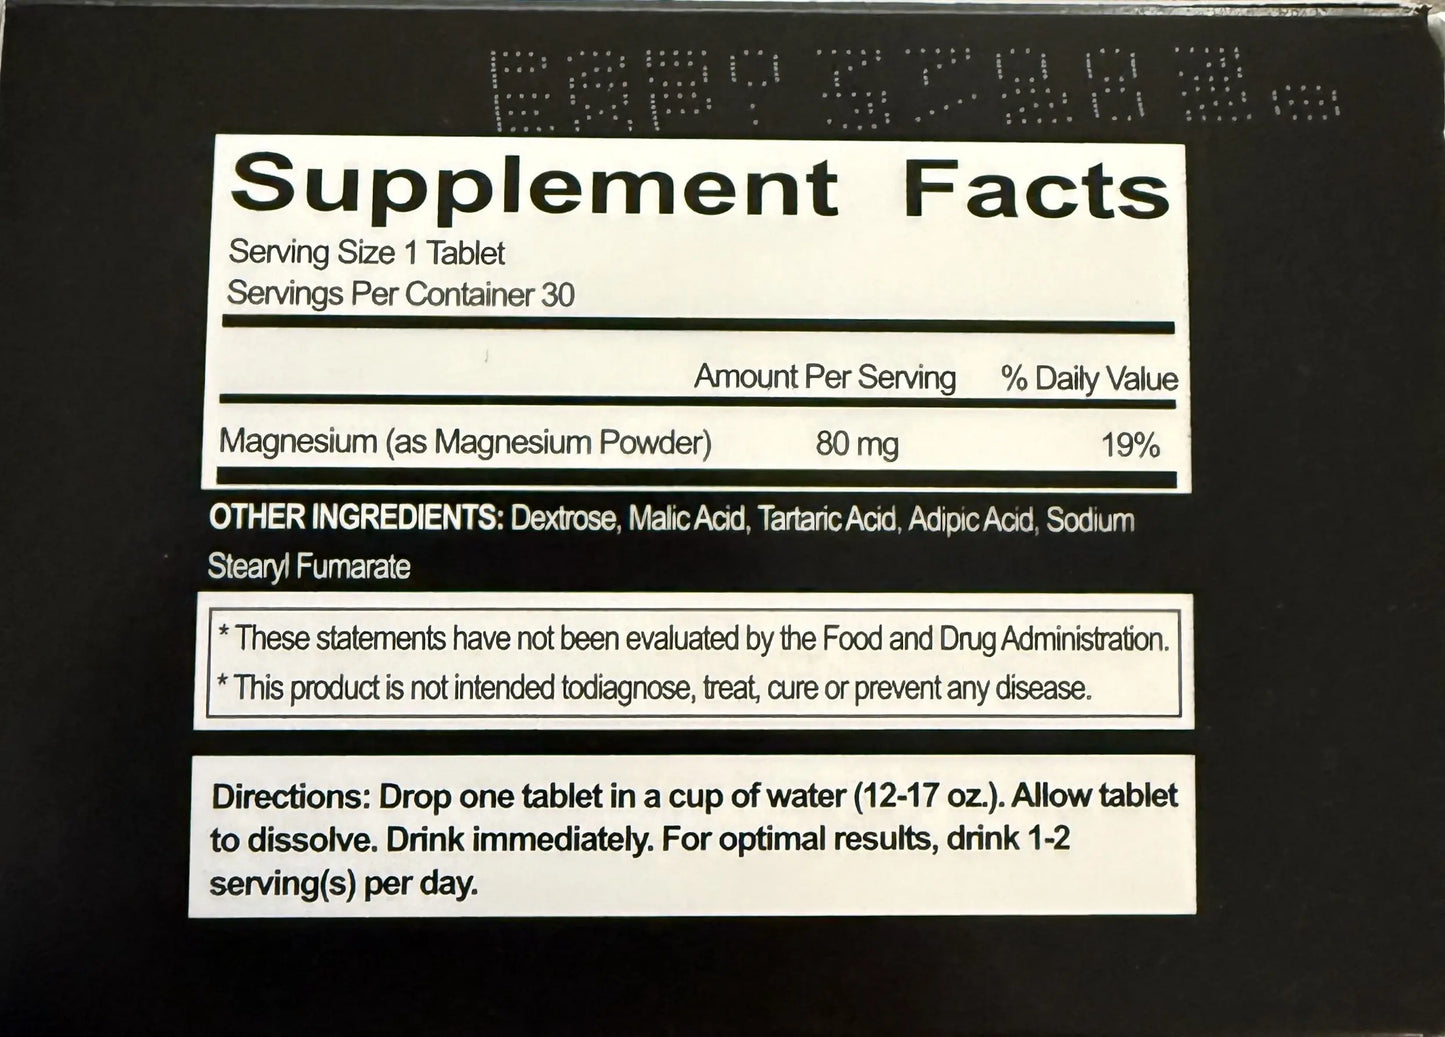 Supplement Facts
Serving Size 1 Tablet
Servings Per Container 30
Amount Per Serving % Daily Value
Magnesium (as Magnesium Powder) 80 mg 19%
OTHER INGREDIENTS: Dextrose, Malic Acid, Tartaric Acid, Adipic Acid, Sodium
Stearyl Fumarate
* These statements have not been evaluated by the Food and Drug Administration.
* This product is not intended todiagnose, treat, cure or prevent any disease.
Directions: Drop one tablet in a cup of water (12-17 oz.). Allow tablet
to dissolve. Drink immediately. For optimal results, drink 1-2
serving(s) per day.